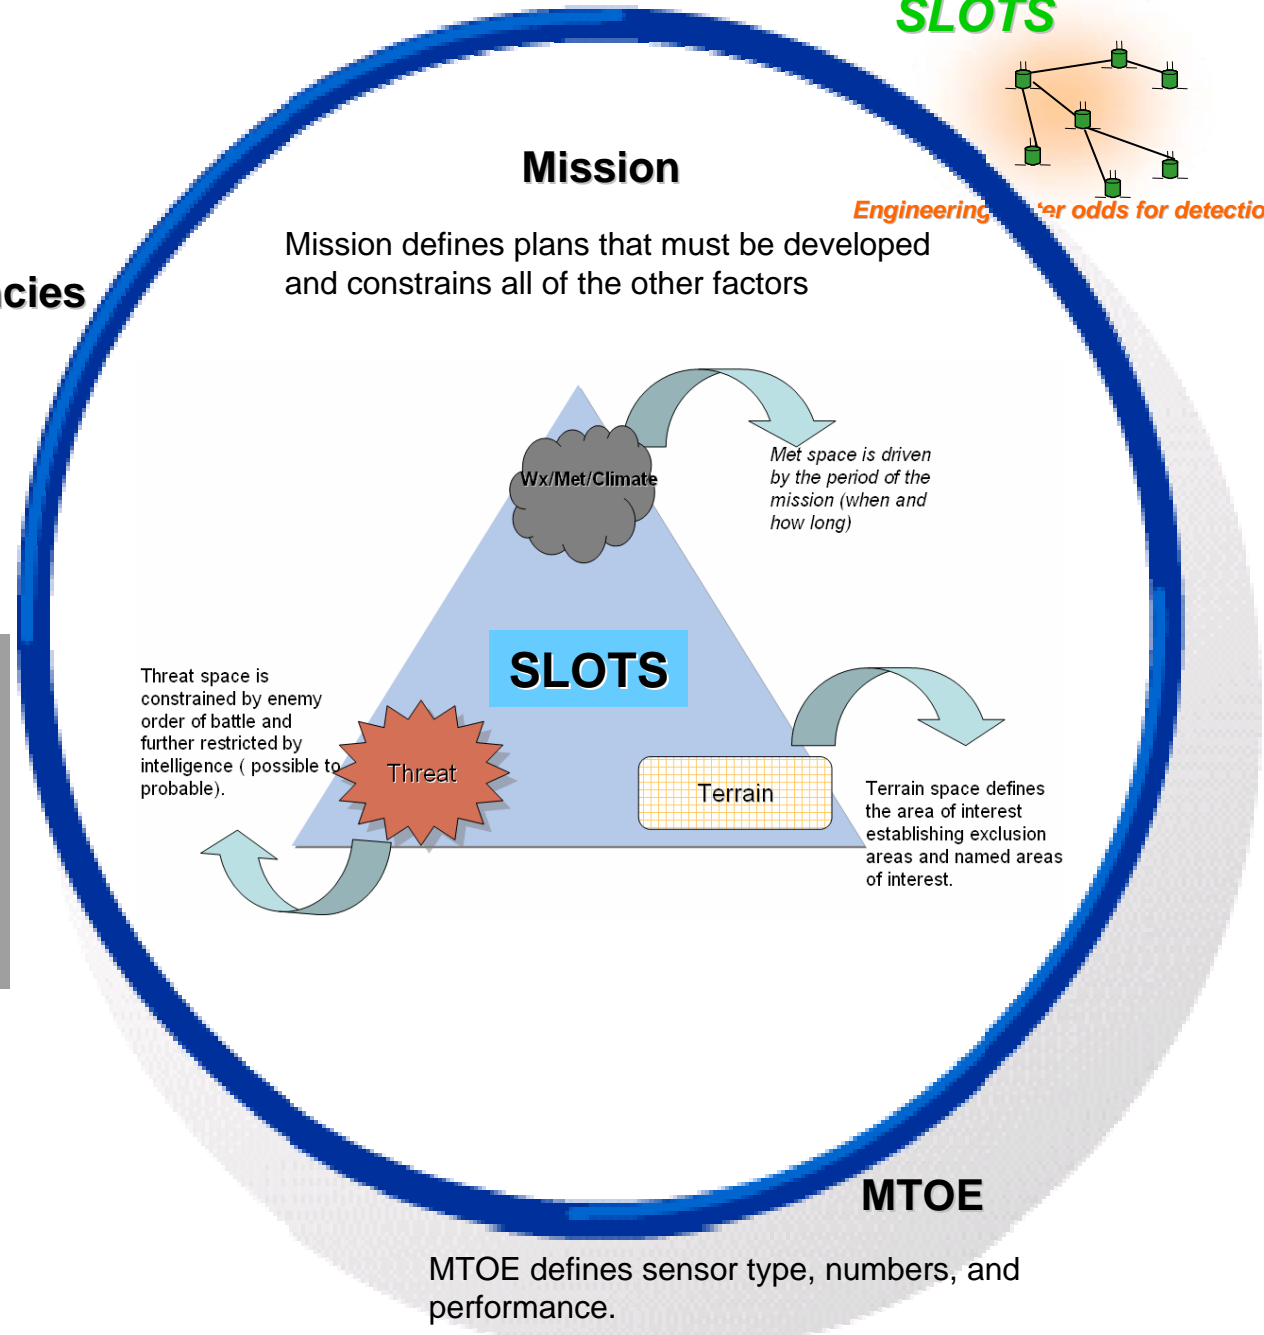 SLOTS
Mission
Engineering
odds for detectio
Mission defines plans that must be developed
and constrains all of the other factors
cies
Met space is driven
by the period of the
mission (when and
how long)
Wx/Met/Climate
SLOTS
Threat space is
constrained by enemy
order of battle and
further restricted by
intelligence ( possible to
probable).
Threat
Terrain
Terrain space defines
the area of interest
establishing exclusion
areas and named areas
of interest.
MTOE
MTOE defines sensor type, numbers, and
performance.